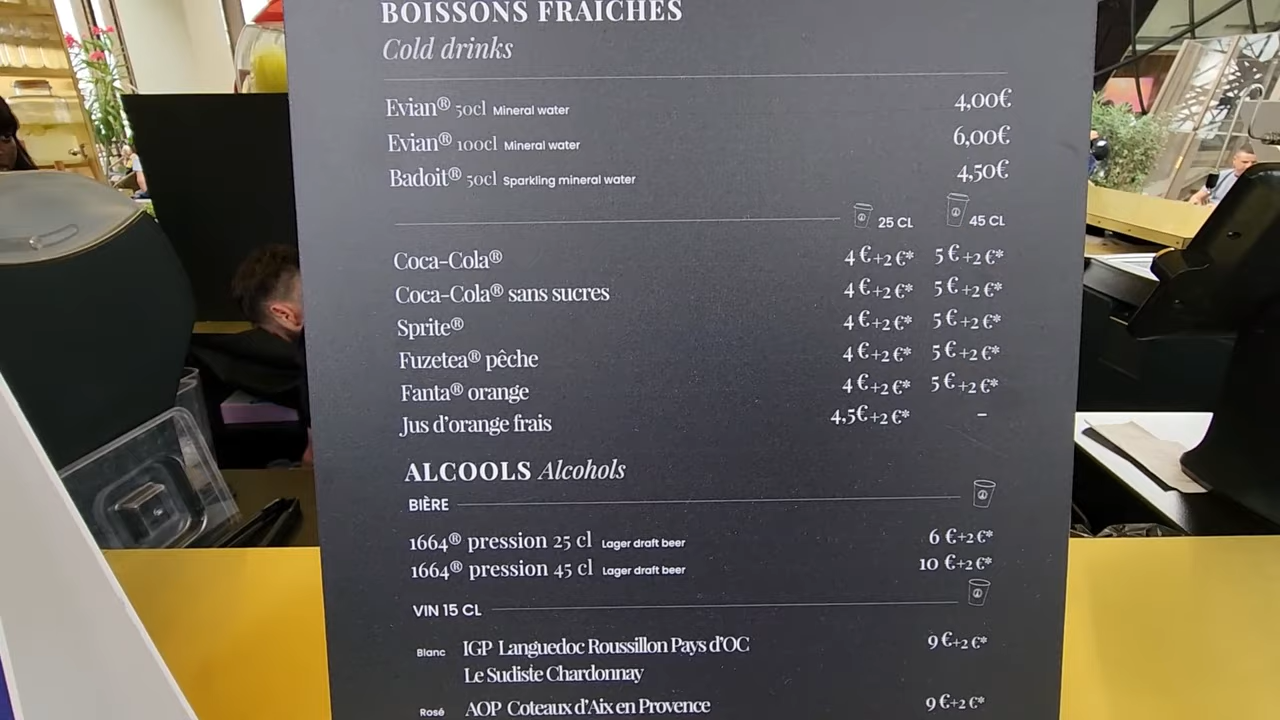 BOISSONS FRAÎCHES
Cold drinks
Evian® 50cl Mineral water 4,00€
Evian® 100cl Mineral water 6,00€
Badoit® 50cl Sparkling mineral water 4,50€
25 CL 45 CL
Coca-Cola® 4€+2€* 5€+2€*
Coca-Cola® sans sucres 4€+2€* 5€+2€*
Sprite® 4€+2€* 5€+2€*
Fuzetea® pêche 4€+2€* 5€+2€*
Fanta® orange 4€+2€* 5€+2€*
Jus d'orange frais 4,5€+2€* –
ALCOOLS Alcohols
BIÈRE
1664® pression 25 cl Lager draft beer 6 €+2€*
1664® pression 45 cl Lager draft beer 10 €+2€*
VIN 15 CL
Blanc IGP Languedoc Roussillon Pays d'OC 9€+2€*
Le Sudiste Chardonnay
Rosé AOP Coteaux d'Aix en Provence 9€+2€*